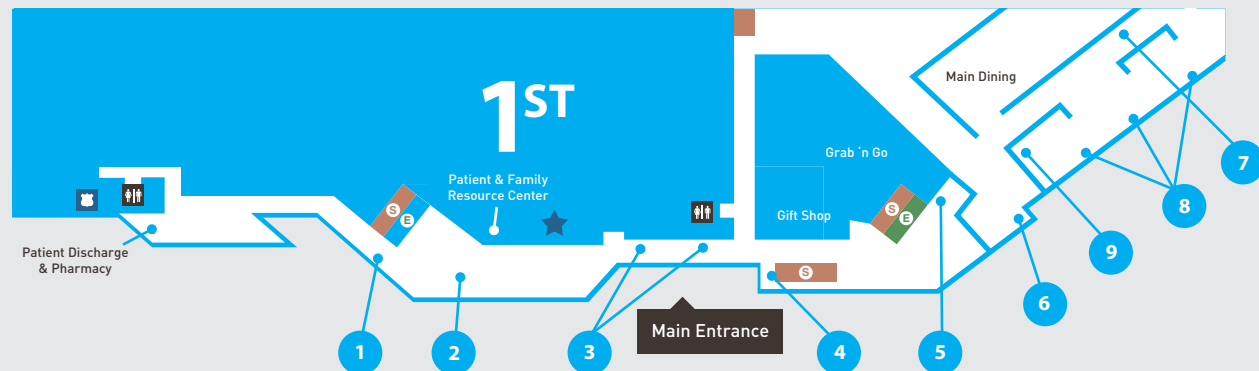 1ST
Main Dining
Grab ‘n Go
Patient & Family
Resource Center
S
E
S
E
Gift Shop
Patient Discharge
& Pharmacy
S
Main Entrance
1
2
3
4
5
6
7
8
9